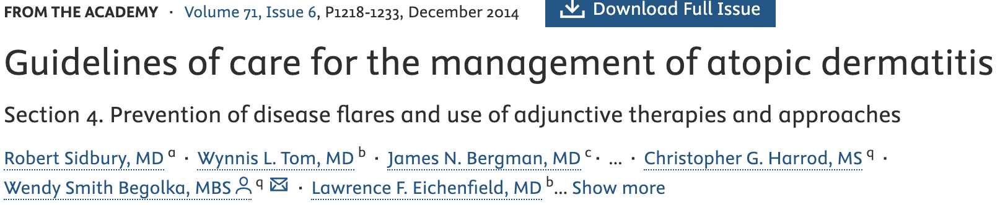 FROM THE ACADEMY · Volume 71, Issue 6, P1218-1233, December 2014 Download Full Issue
Guidelines of care for the management of atopic dermatitis
Section 4. Prevention of disease flares and use of adjunctive therapies and approaches
Robert Sidbury, MD a · Wynnis L. Tom, MD b · James N. Bergman, MD c · ... · Christopher G. Harrod, MS q ·
Wendy Smith Begolka, MBS q · Lawrence F. Eichenfield, MD b ... Show more